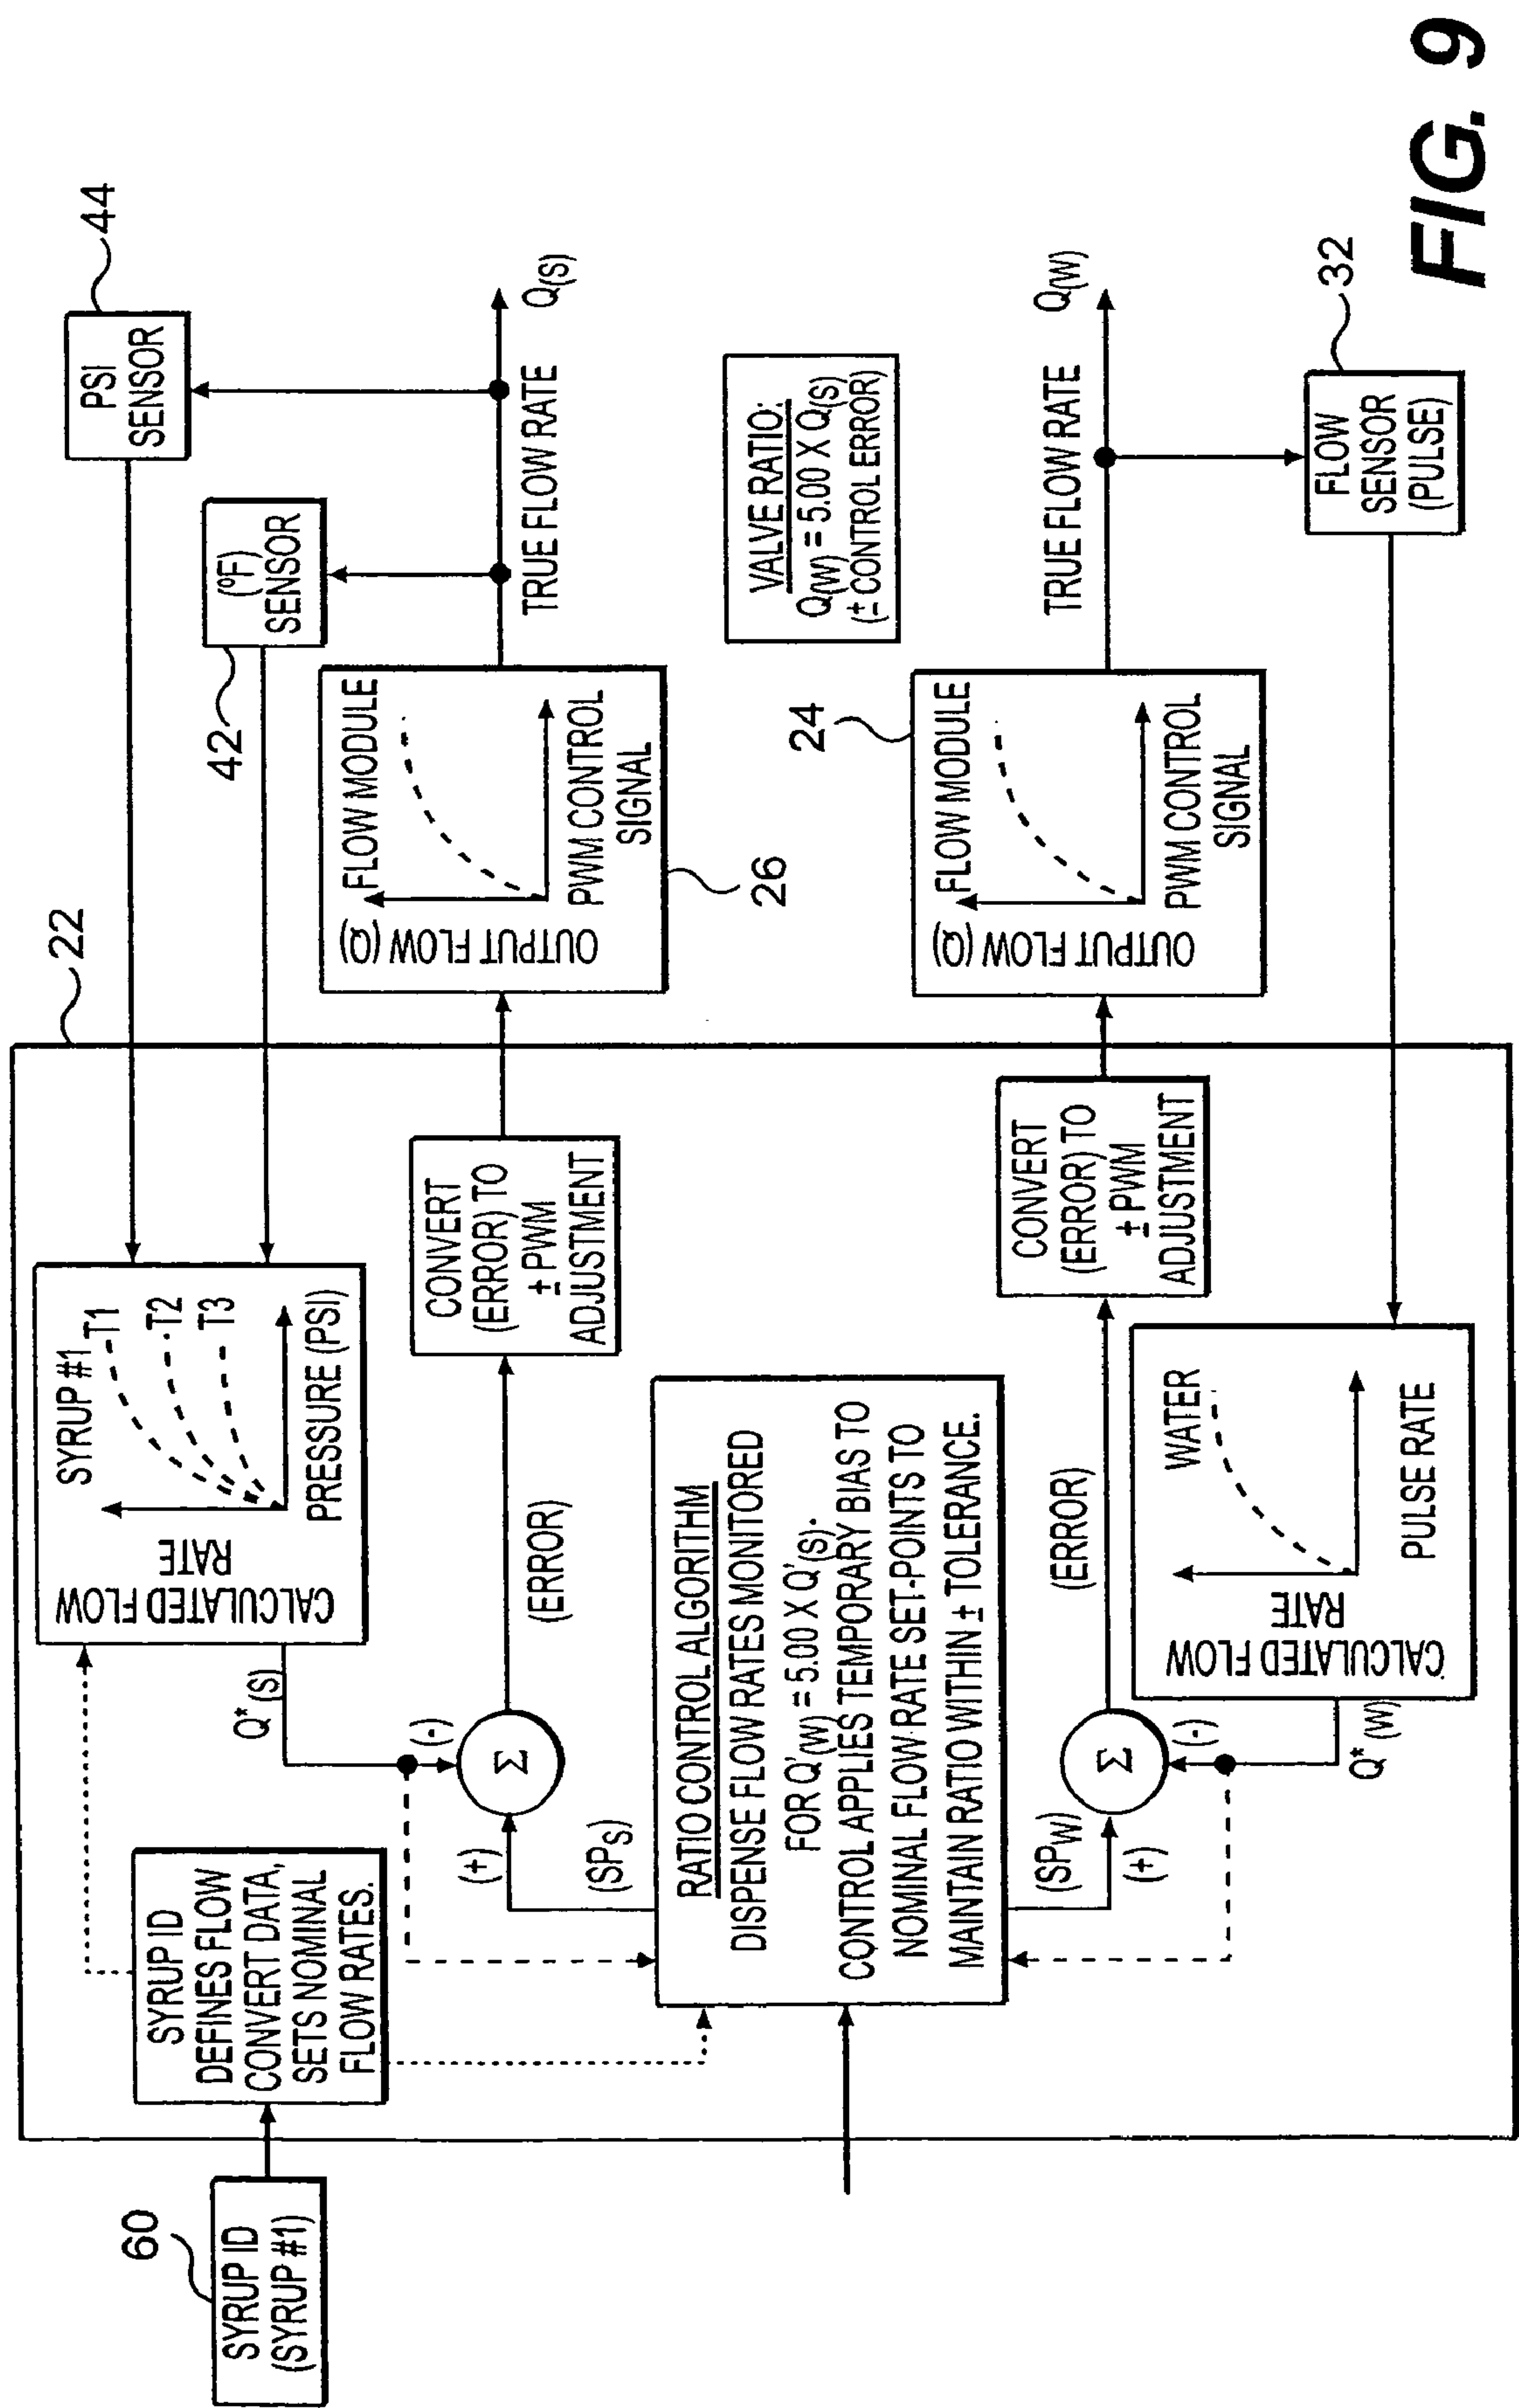 60
SYRUP ID
(SYRUP #1)
22
SYRUP ID
DEFINES FLOW
CONVERT DATA,
SETS NOMINAL
FLOW RATES.
CALCULATED FLOW
RATE
SYRUP #1
T1
T2
T3
PRESSURE (PSI)
Q*(S)
(-)
Σ
(+)
(SPS)
(ERROR)
CONVERT
(ERROR) TO
± PWM
ADJUSTMENT
OUTPUT FLOW (Q)
FLOW MODULE
PWM CONTROL
SIGNAL
26
42
(ºF)
SENSOR
PSI
SENSOR
44
TRUE FLOW RATE
Q(S)
RATIO CONTROL ALGORITHM
DISPENSE FLOW RATES MONITORED
FOR Q'(W) = 5.00 X Q'(S).
CONTROL APPLIES TEMPORARY BIAS TO
NOMINAL FLOW RATE SET-POINTS TO
MAINTAIN RATIO WITHIN ± TOLERANCE.
VALVE RATIO:
Q(W) = 5.00 X Q(S)
(± CONTROL ERROR)
(SPW)
(+)
Σ
(-)
Q*(W)
(ERROR)
CONVERT
(ERROR) TO
± PWM
ADJUSTMENT
CALCULATED FLOW
RATE
WATER
PULSE RATE
24
OUTPUT FLOW (Q)
FLOW MODULE
PWM CONTROL
SIGNAL
TRUE FLOW RATE
Q(W)
FLOW
SENSOR
(PULSE)
32
FIG. 9